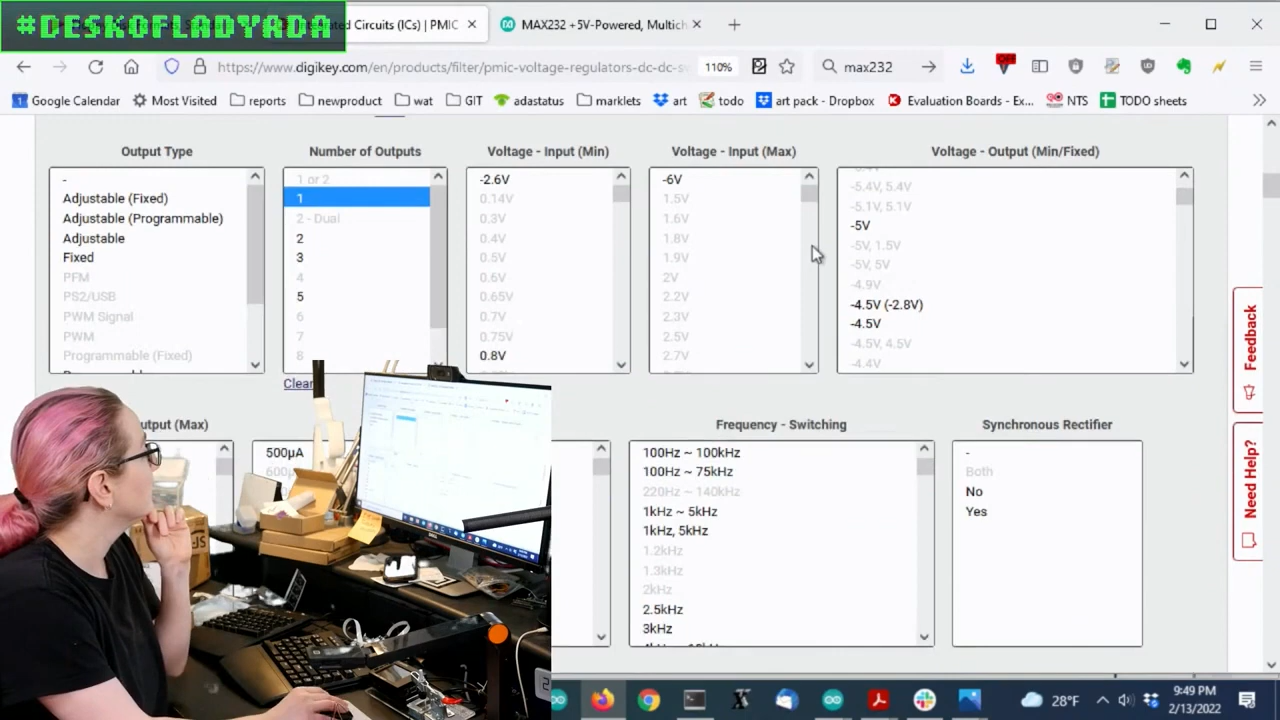 #DESKOFLADYADA
Integrated Circuits (ICs) | PMIC
MAX232 +5V-Powered, Multich
https://www.digikey.com/en/products/filter/pmic-voltage-regulators-dc-dc-sw
110%
max232
OFF
Google Calendar
Most Visited
reports
newproduct
wat
GIT
adastatus
marklets
art
todo
art pack - Dropbox
Evaluation Boards - Ex...
NTS
TODO sheets
Output Type
-
Adjustable (Fixed)
Adjustable (Programmable)
Adjustable
Fixed
PFM
PS2/USB
PWM Signal
PWM
Programmable (Fixed)
Number of Outputs
1 or 2
1
2 - Dual
2
3
4
5
6
7
8
Clear
Voltage - Input (Min)
-2.6V
0.14V
0.3V
0.4V
0.5V
0.6V
0.65V
0.7V
0.75V
0.8V
Voltage - Input (Max)
-6V
1.5V
1.6V
1.8V
1.9V
2V
2.2V
2.3V
2.5V
2.7V
Voltage - Output (Min/Fixed)
-5.4V, 5.4V
-5.1V, 5.1V
-5V
-5V, 1.5V
-5V, 5V
-4.9V
-4.5V (-2.8V)
-4.5V
-4.5V, 4.5V
-4.4V
utput (Max)
500µA
600µ
Frequency - Switching
100Hz ~ 100kHz
100Hz ~ 75kHz
220Hz ~ 140kHz
1kHz ~ 5kHz
1kHz, 5kHz
1.2kHz
1.3kHz
2kHz
2.5kHz
3kHz
Synchronous Rectifier
-
Both
No
Yes
Feedback
Need Help?
28°F
9:49 PM
2/13/2022